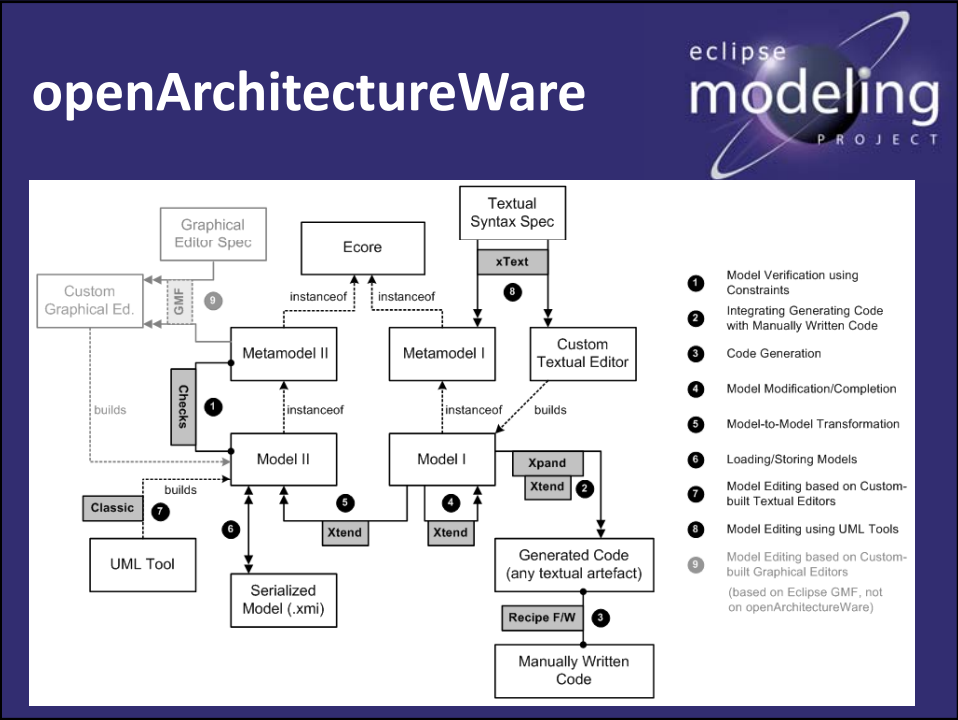 openArchitectureWare
eclipse
modeling
PROJECT
Textual
Syntax Spec
Graphical
Editor Spec
Ecore
xText
8
Custom
Graphical Ed.
GMF
9
instanceof
instanceof
Metamodel II
Metamodel I
Custom
Textual Editor
Checks
1
builds
instanceof
instanceof
builds
Model II
Model I
Xpand
Xtend
2
builds
Classic
7
6
5
Xtend
4
Xtend
UML Tool
Generated Code
(any textual artefact)
Serialized
Model (.xmi)
Recipe F/W
3
Manually Written
Code
1 Model Verification using
Constraints
2 Integrating Generating Code
with Manually Written Code
3 Code Generation
4 Model Modification/Completion
5 Model-to-Model Transformation
6 Loading/Storing Models
7 Model Editing based on Custom-
built Textual Editors
8 Model Editing using UML Tools
9 Model Editing based on Custom-
built Graphical Editors
(based on Eclipse GMF, not
on openArchitectureWare)